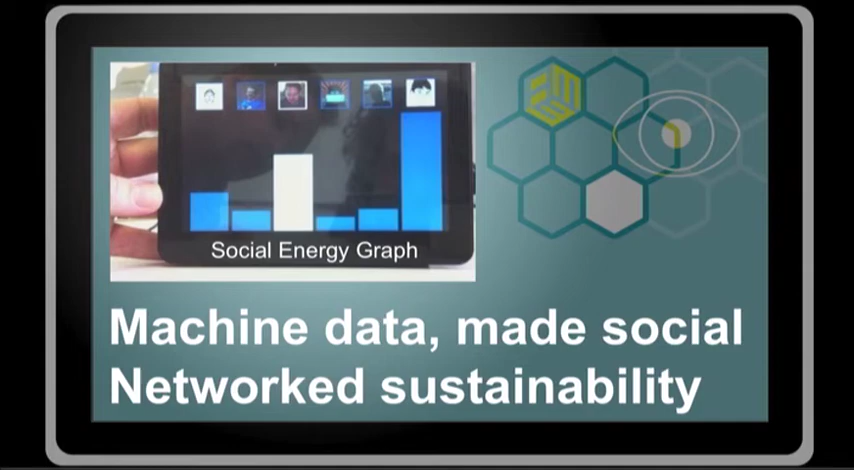 Social Energy Graph
Machine data, made social
Networked sustainability